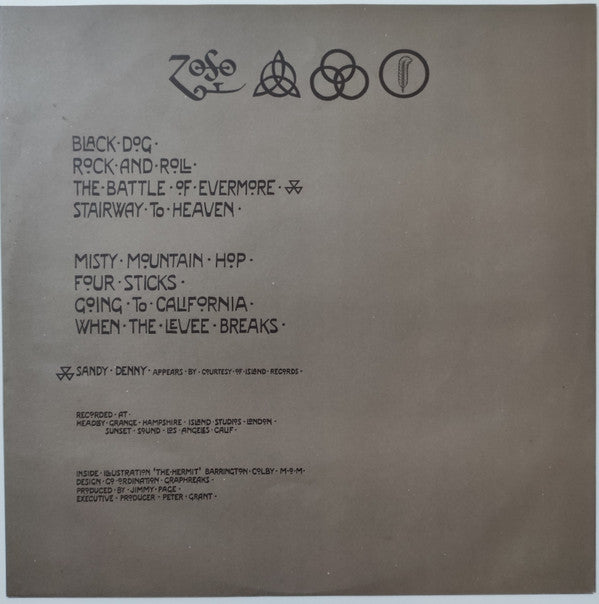 ZOSO
BLACK·DOG·
ROCK·AND·ROLL·
THE·BATTLE·OF·EVERMORE·
STAIRWAY·TO·HEAVEN·
MISTY·MOUNTAIN·HOP·
FOUR·STICKS·
GOING·TO·CALIFORNIA·
WHEN·THE·LEVEE·BREAKS·
SANDY·DENNY·APPEARS·BY·COURTESY·OF·ISLAND·RECORDS·
RECORDED·AT·
HEADLY·GRANGE·HAMPSHIRE·ISLAND·STUDIOS·LONDON·
SUNSET·SOUND·LOS·ANGELES·CALIF·
INSIDE·ILLUSTRATION 'THE·HERMIT' BARRINGTON·COLBY·M·O·M·
DESIGN·CO-ORDINATION·GRAPHREAKS·
PRODUCED·BY·JIMMY·PAGE·
EXECUTIVE·PRODUCER·PETER·GRANT·